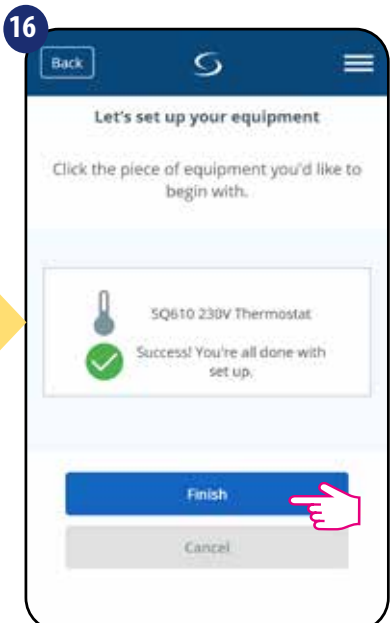 16
Back
Let's set up your equipment
Click the piece of equipment you'd like to
begin with.
SQ610 230V Thermostat
Success! You're all done with
set up.
Finish
Cancel